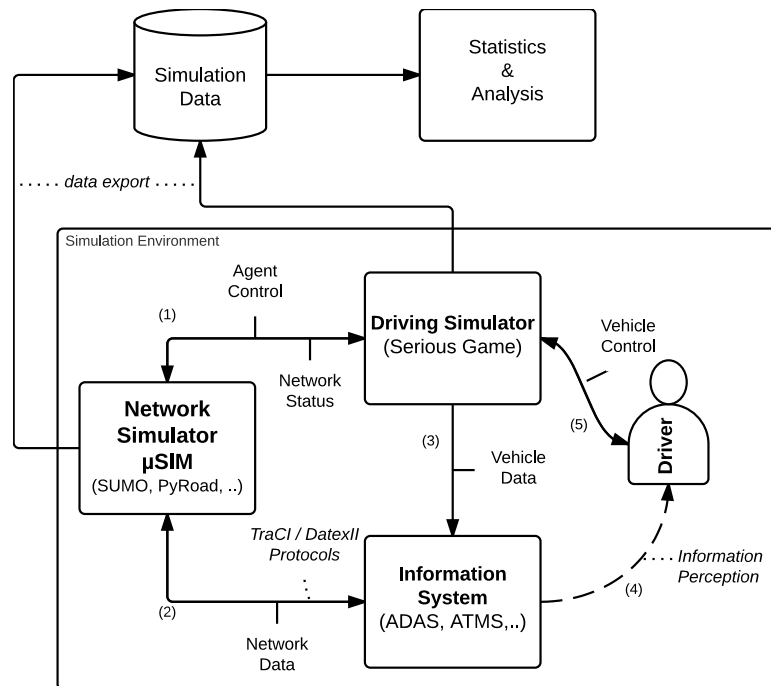 Simulation
Data
Statistics
&
Analysis
data export
Simulation Environment
Agent
Control
(1)
Network
Status
Driving Simulator
(Serious Game)
Vehicle
Control
(5)
Driver
Network
Simulator
µSIM
(SUMO, PyRoad, ..)
(3)
Vehicle
Data
TraCI / DatexII
Protocols
(2)
Network
Data
Information
System
(ADAS, ATMS,..)
(4)
Information
Perception